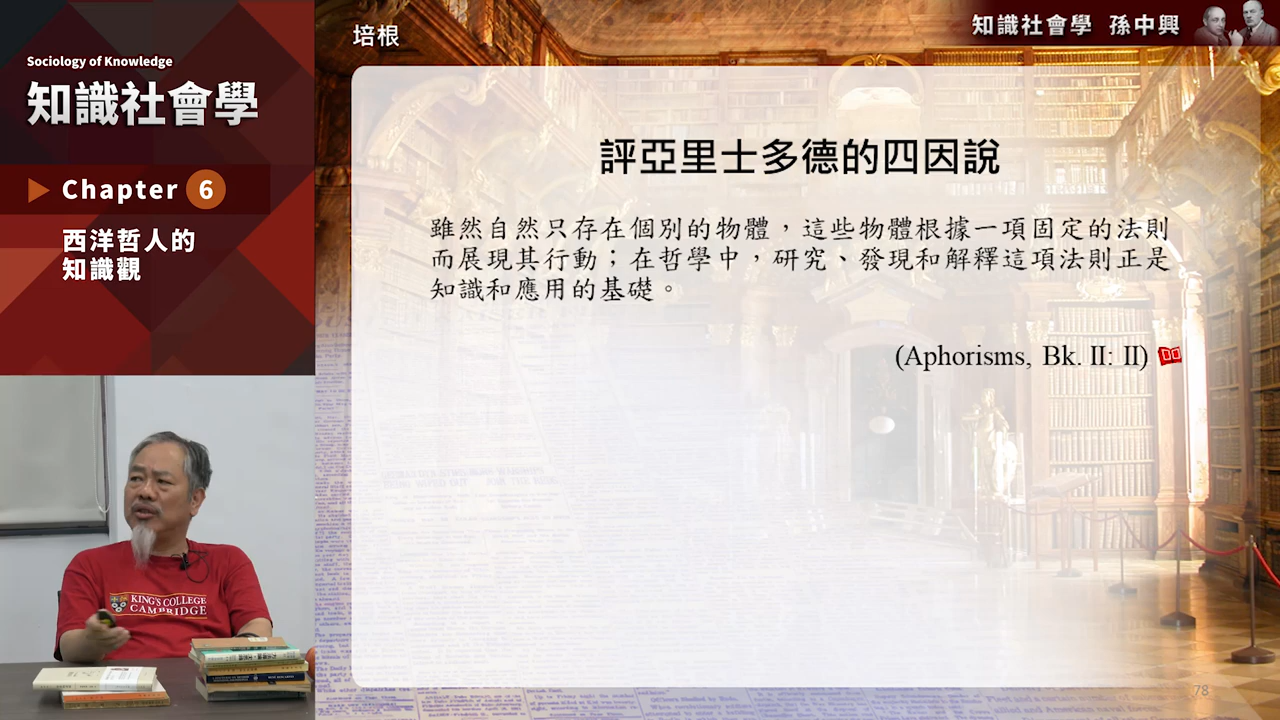 Sociology of Knowledge
知識社會學
Chapter 6
西洋哲人的
知識觀
培根
知識社會學 孫中興
評亞里士多德的四因說
雖然自然只存在個別的物體，這些物體根據一項固定的法則
而展現其行動；在哲學中，研究、發現和解釋這項法則正是
知識和應用的基礎。
(Aphorisms, Bk. II: II)
KING'S COLLEGE
CAMBRIDGE
78